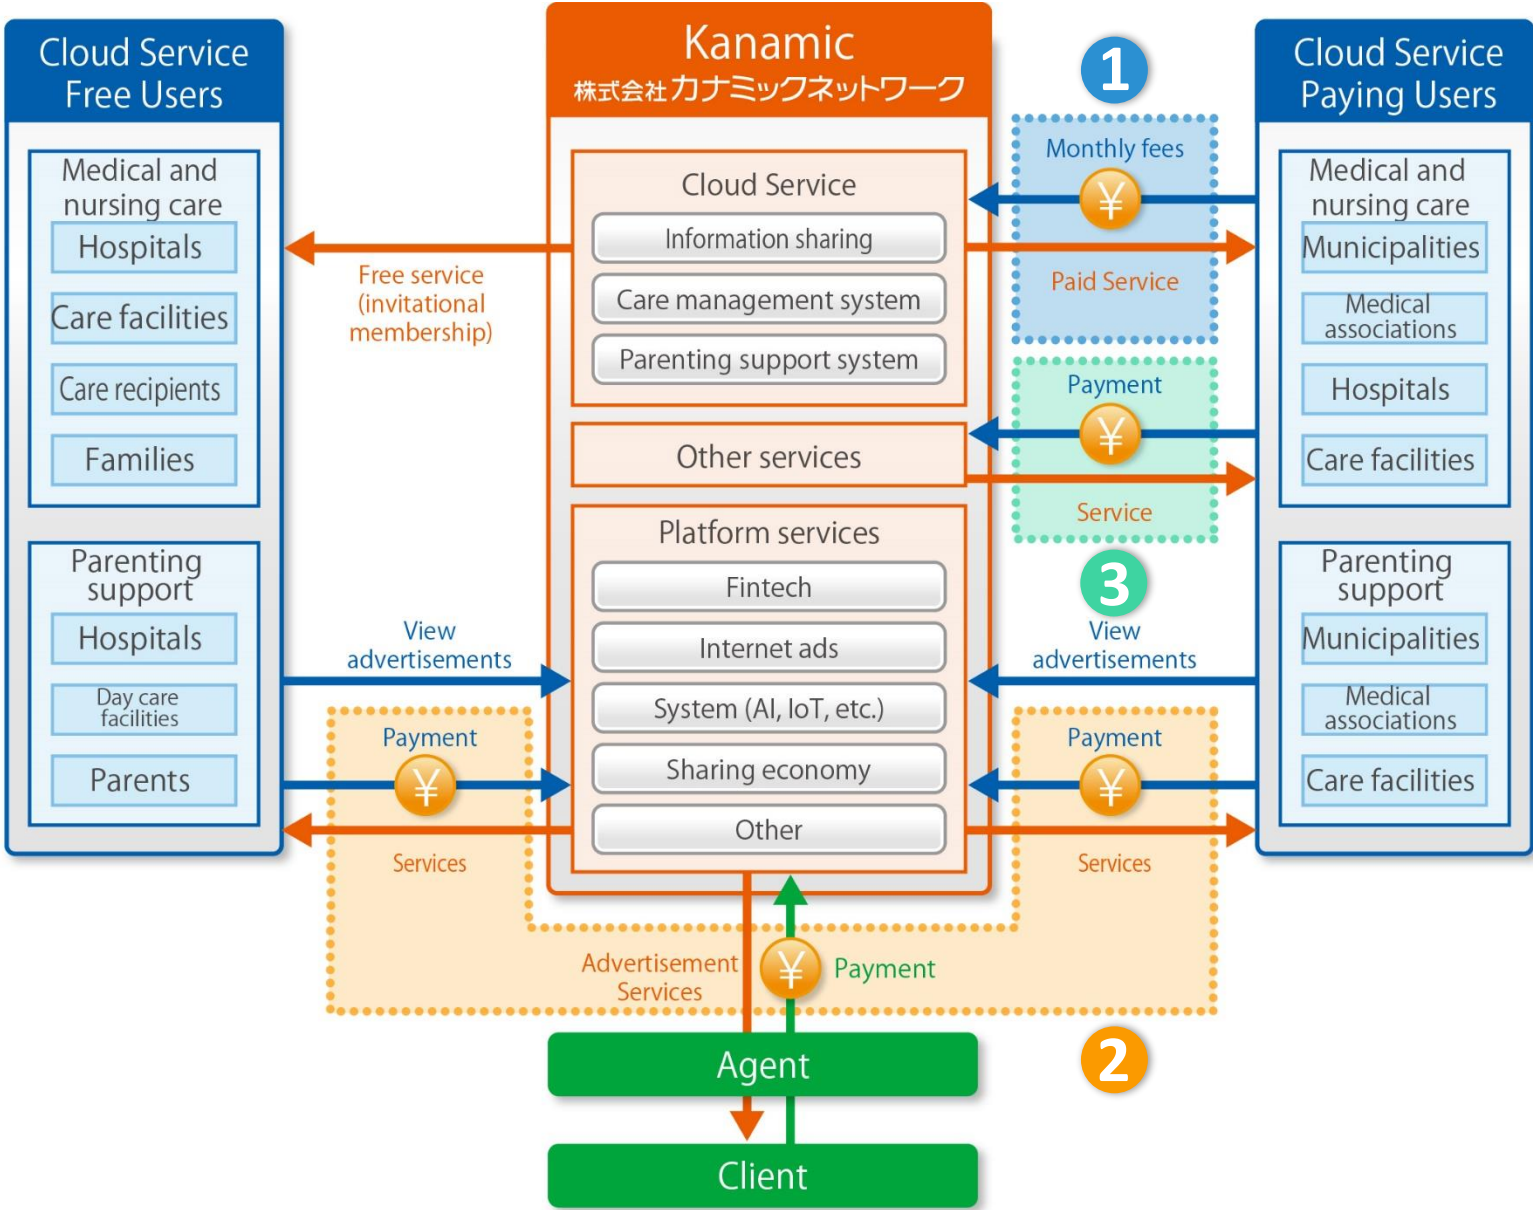 Cloud Service
Free Users
Medical and
nursing care
Hospitals
Care facilities
Care recipients
Families
Parenting
support
Hospitals
Day care
facilities
Parents
Free service
(invitational
membership)
View
advertisements
Payment
¥
Services
Kanamic
株式会社カナミックネットワーク
Cloud Service
Information sharing
Care management system
Parenting support system
Other services
Platform services
Fintech
Internet ads
System (AI, IoT, etc.)
Sharing economy
Other
1
Monthly fees
¥
Paid Service
Payment
¥
Service
3
View
advertisements
Payment
¥
Services
Cloud Service
Paying Users
Medical and
nursing care
Municipalities
Medical
associations
Hospitals
Care facilities
Parenting
support
Municipalities
Medical
associations
Care facilities
Advertisement
Services
¥
Payment
2
Agent
Client